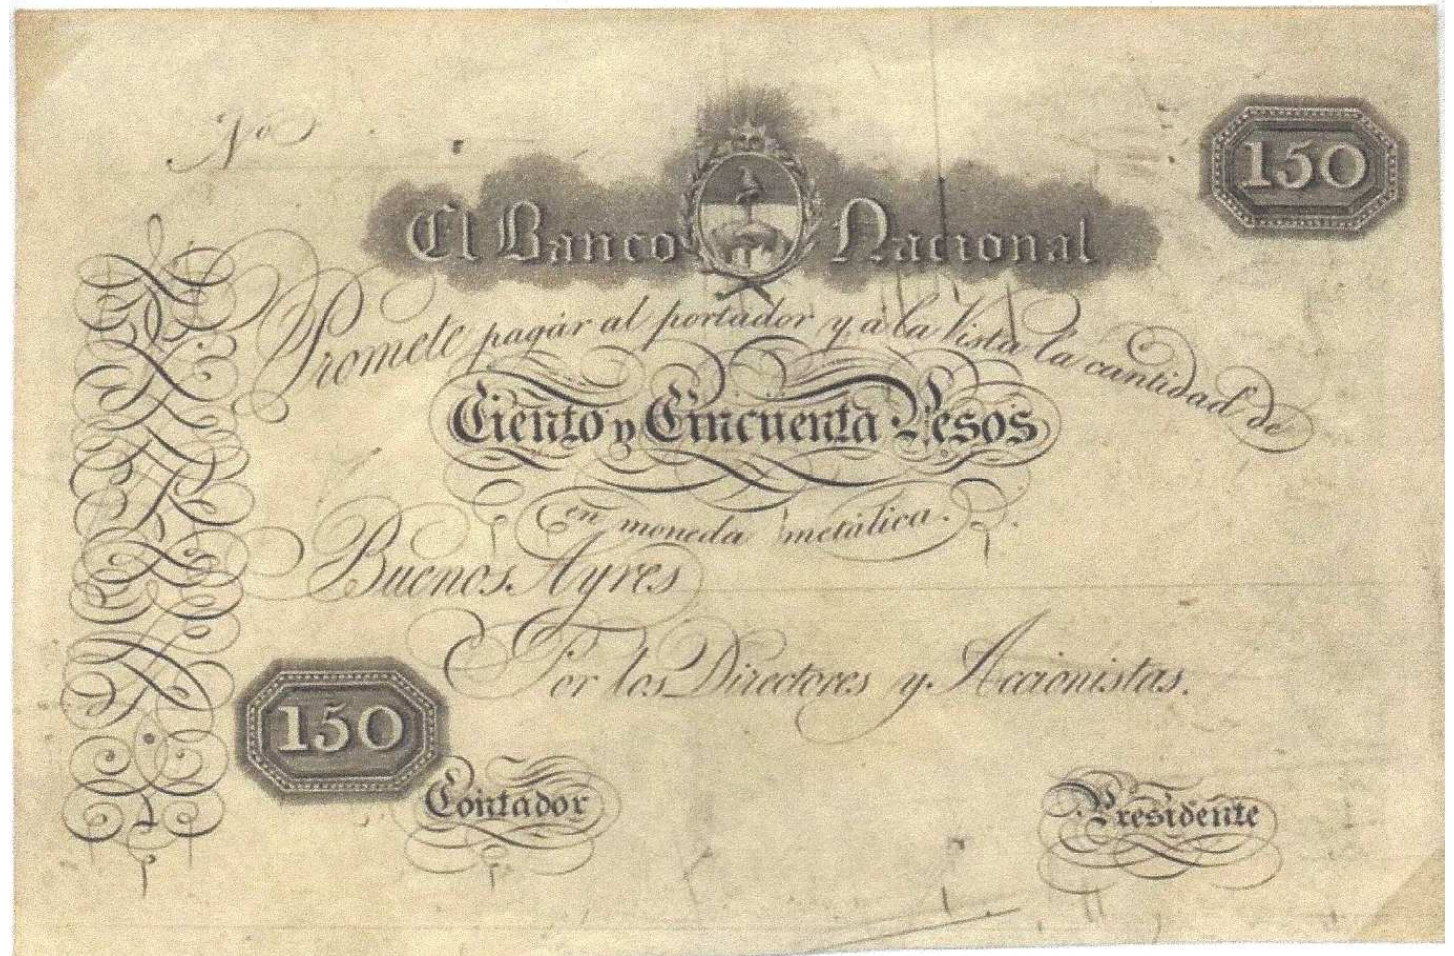 No
150
El Banco Nacional
Promete pagár al portador y á la Vista la cantidad de
Ciento y Cincuenta Pesos
en moneda metálica.
Buenos Ayres
Por los Directores y Accionistas.
150
Contador
Presidente